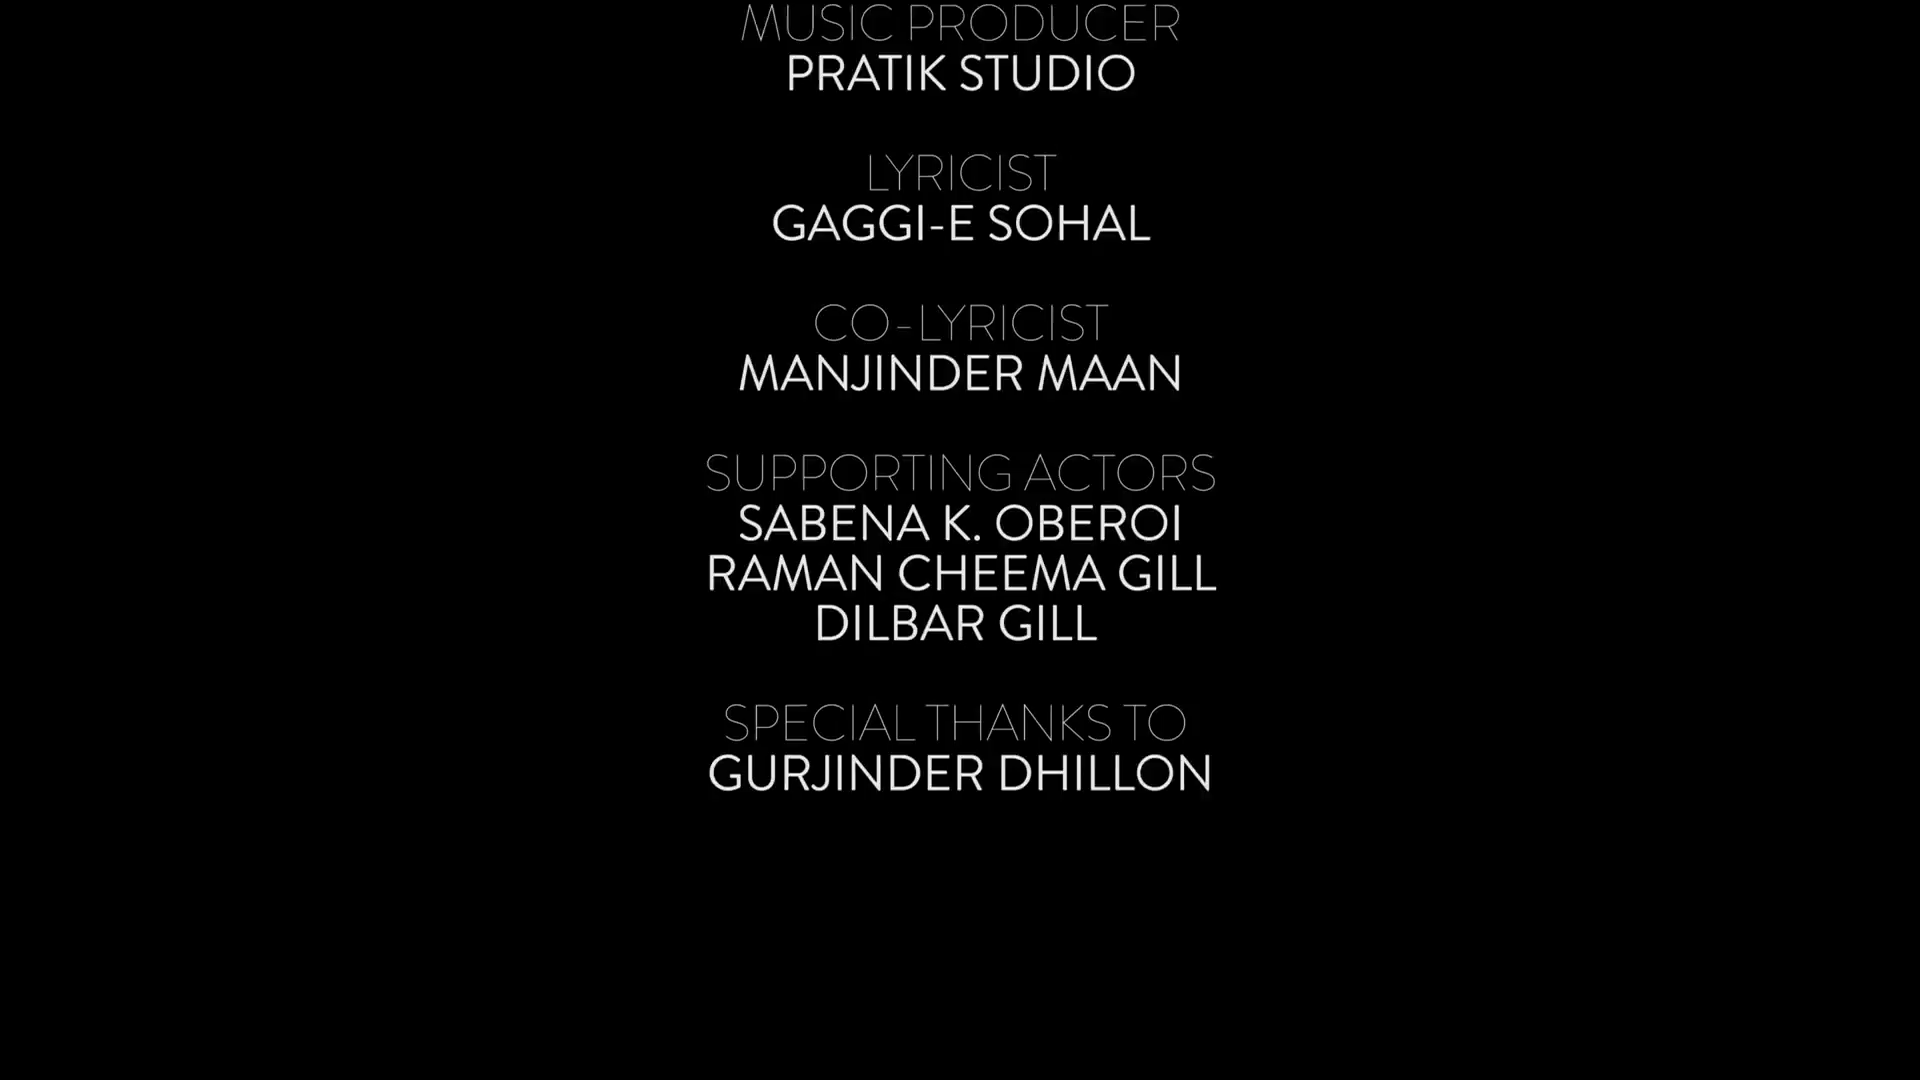 MUSIC PRODUCER
PRATIK STUDIO
LYRICIST
GAGGI-E SOHAL
CO-LYRICIST
MANJINDER MAAN
SUPPORTING ACTORS
SABENA K. OBEROI
RAMAN CHEEMA GILL
DILBAR GILL
SPECIAL THANKS TO
GURJINDER DHILLON